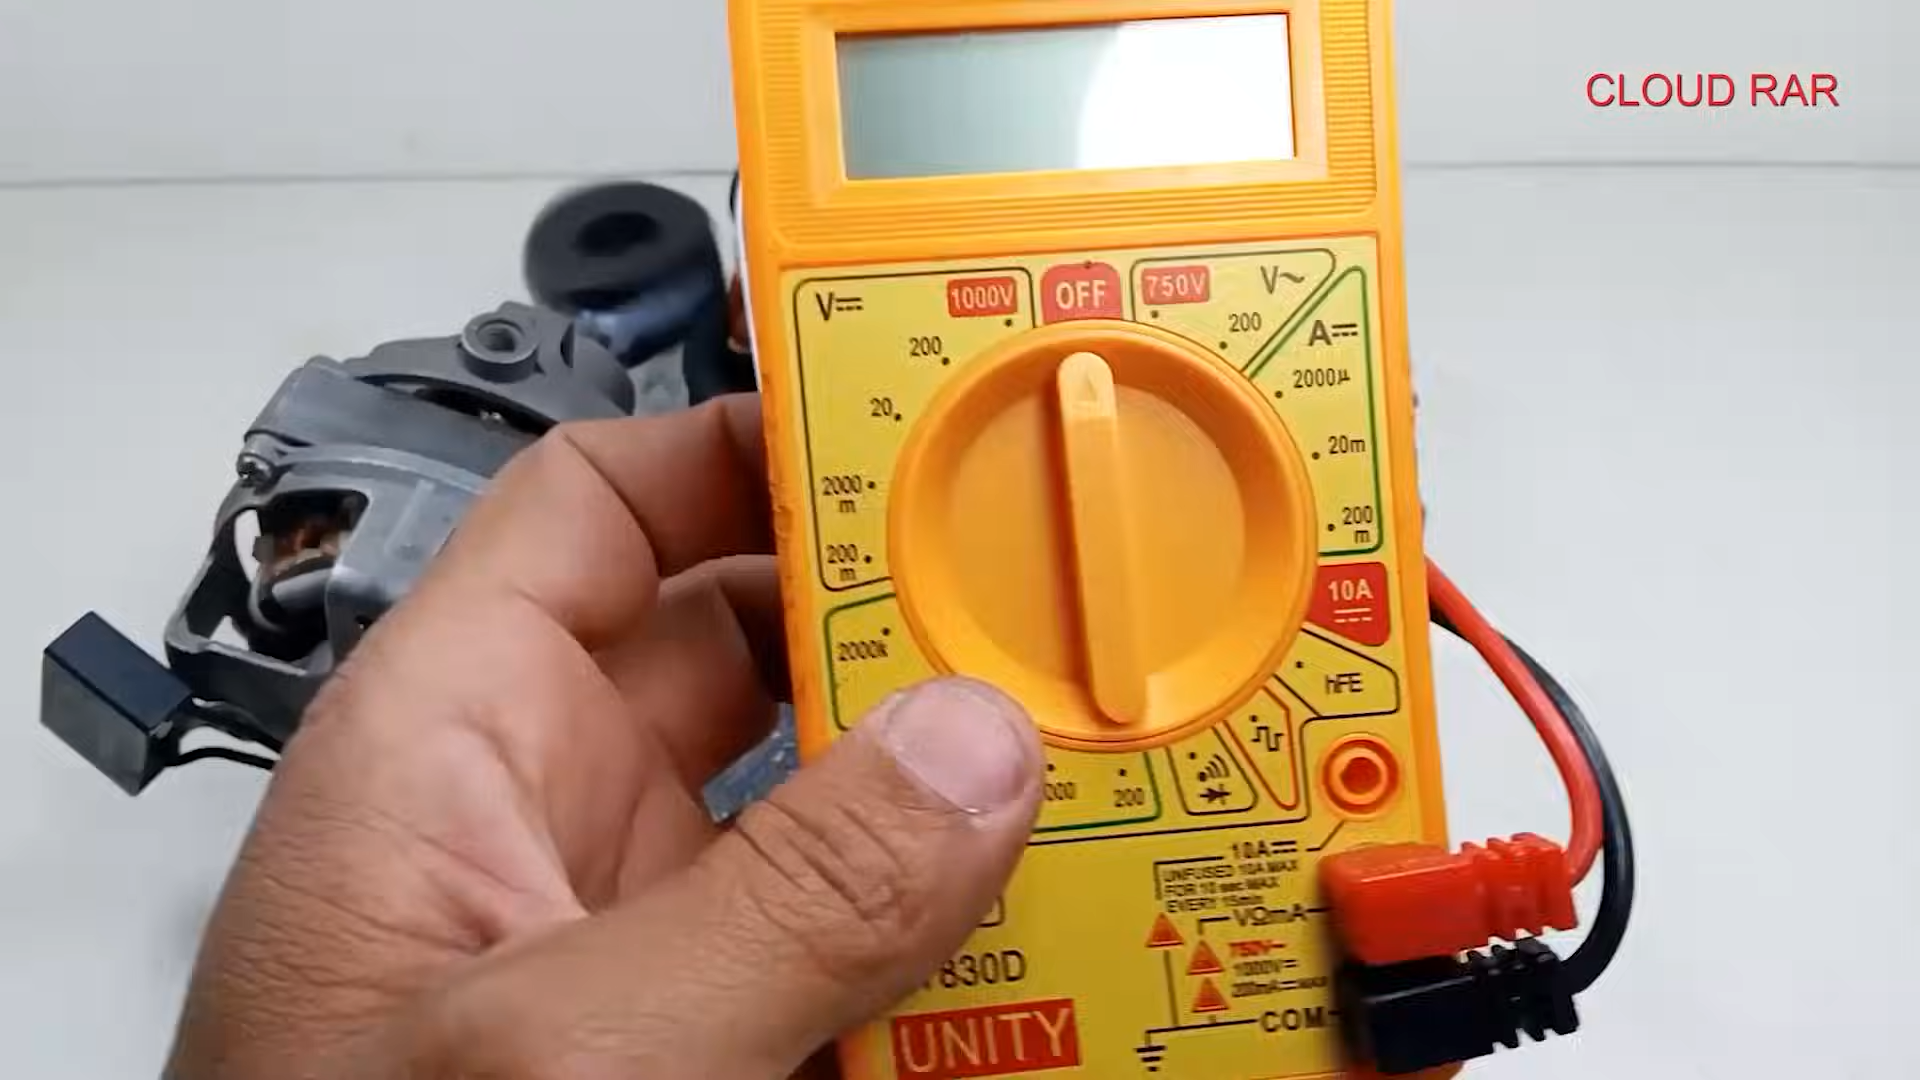 CLOUD RAR
V⎓
1000V
OFF
750V
V~
200
200
A⎓
2000µ
20
20m
2000
m
200
m
200
m
10A
2000k
hFE
200
10A⎓
UNFUSED 10A MAX
FOR 10 sec MAX
EVERY 15min
VΩmA
750V~
1000V⎓
200mA⎓MAX
830D
COM
UNITY